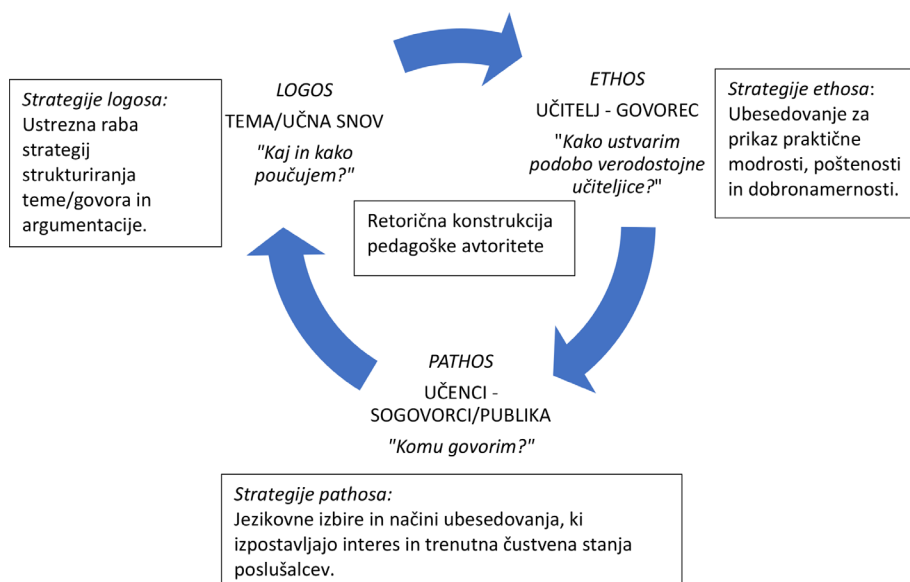 Strategije logosa:
Ustrezna raba
strategij
strukturiranja
teme/govora in
argumentacije.
LOGOS
TEMA/UČNA SNOV
"Kaj in kako
poučujem?"
ETHOS
UČITELJ - GOVOREC
"Kako ustvarim
podobo verodostojne
učiteljice?"
Strategije ethosa:
Ubesedovanje za
prikaz praktične
modrosti, poštenosti
in dobronamernosti.
Retorična konstrukcija
pedagoške avtoritete
PATHOS
UČENCI -
SOGOVORCI/PUBLIKA
"Komu govorim?"
Strategije pathosa:
Jezikovne izbire in načini ubesedovanja, ki
izpostavljajo interes in trenutna čustvena stanja
poslušalcev.